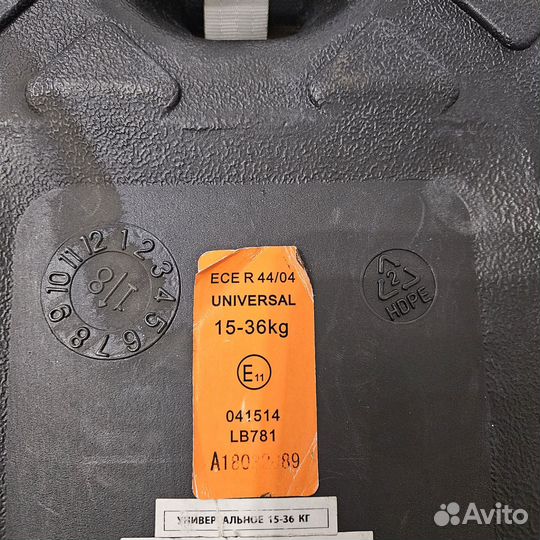 12 1 2 3 4 5 6 7 8 9 10 11
18
ECE R 44/04
UNIVERSAL
15-36kg
E11
041514
LB781
2
HDPE
УНИВЕРСАЛЬНОЕ 15-36 КГ
Avito